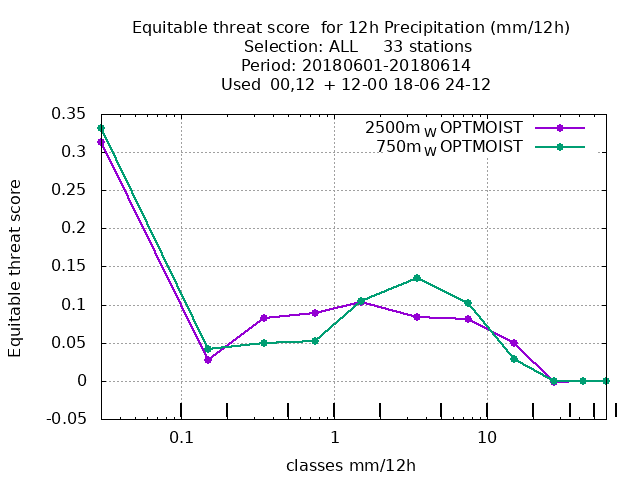 Equitable threat score  for 12h Precipitation (mm/12h)
Selection: ALL     33 stations
Period: 20180601-20180614
Used  00,12  + 12-00 18-06 24-12
2500m W OPTMOIST
750m W OPTMOIST
Equitable threat score
0.35
0.3
0.25
0.2
0.15
0.1
0.05
0
-0.05
0.1 1 10
classes mm/12h